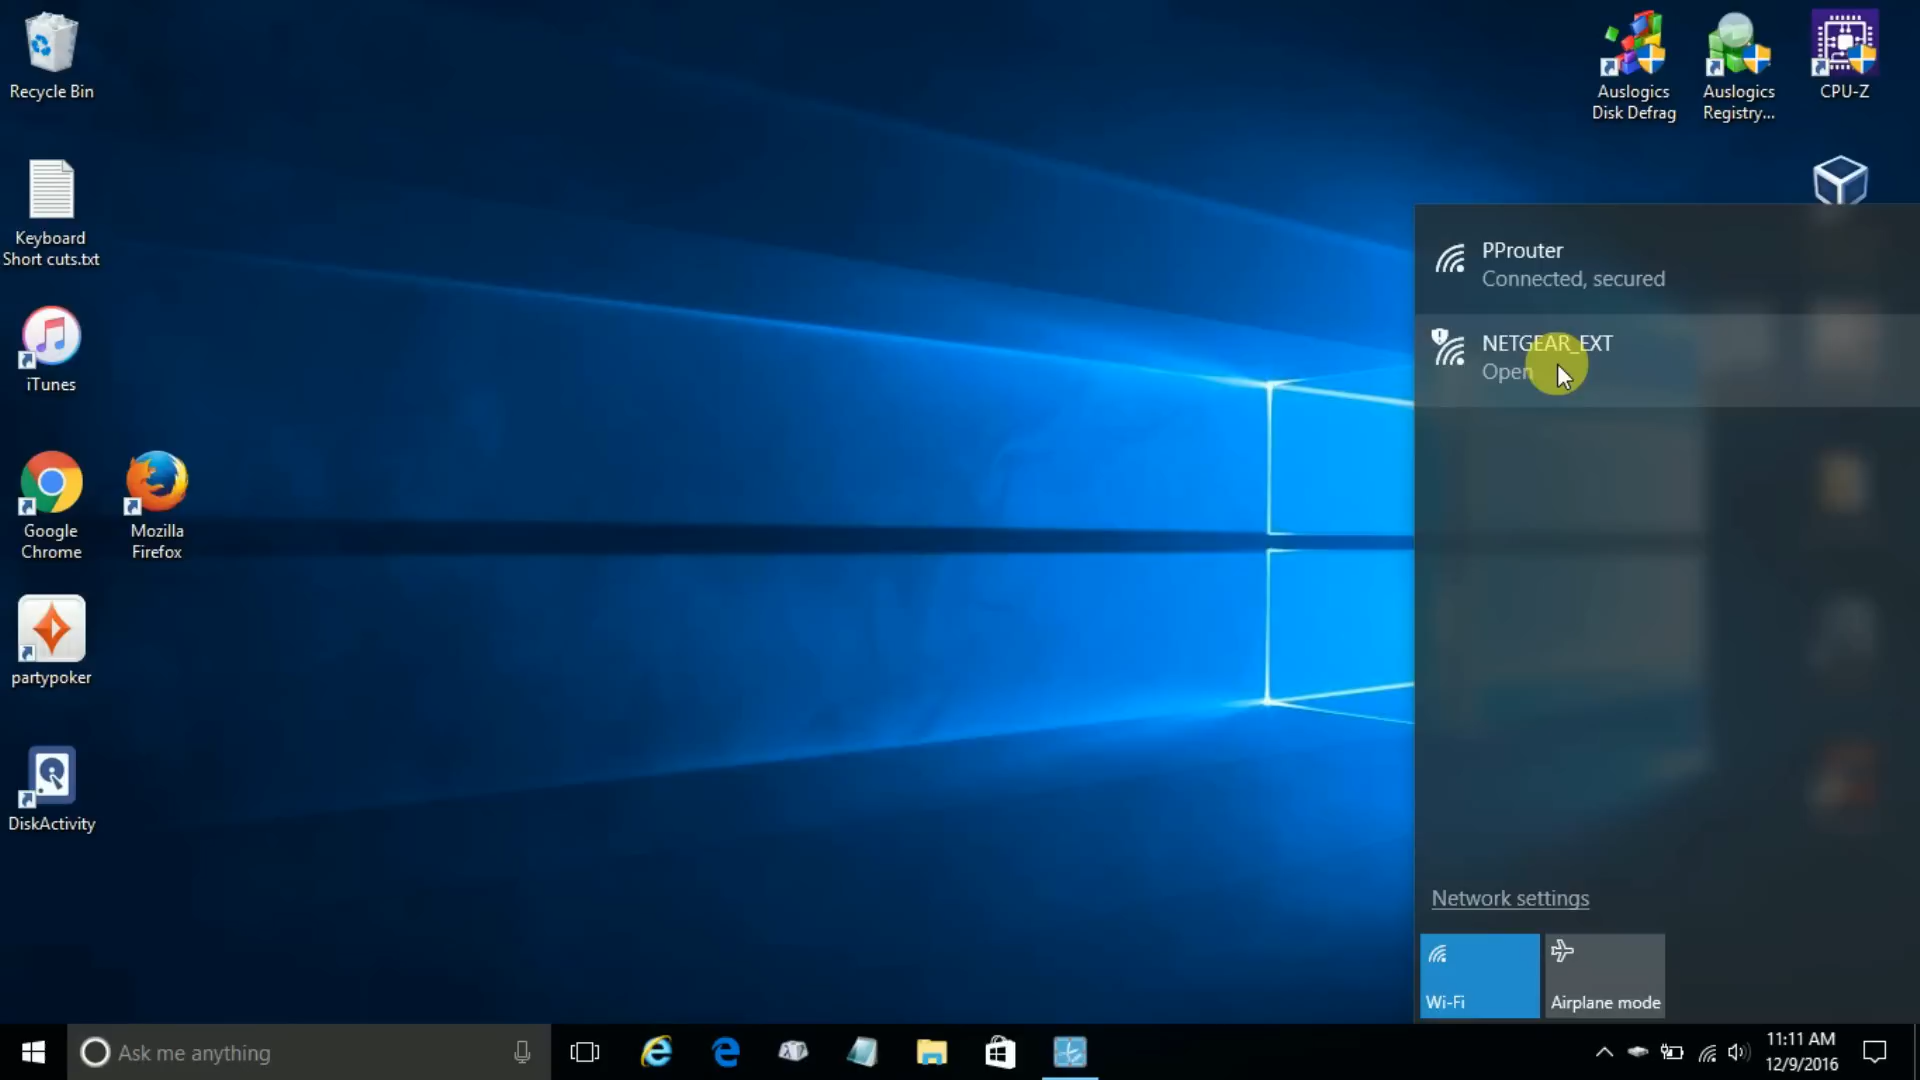 Recycle Bin
Auslogics
Disk Defrag
Auslogics
Registry...
CPU-Z
Keyboard
Short cuts.txt
PProuter
Connected, secured
NETGEAR_EXT
Open
iTunes
Google
Chrome
Mozilla
Firefox
partypoker
DiskActivity
Network settings
Wi-Fi
Airplane mode
Ask me anything
11:11 AM
12/9/2016